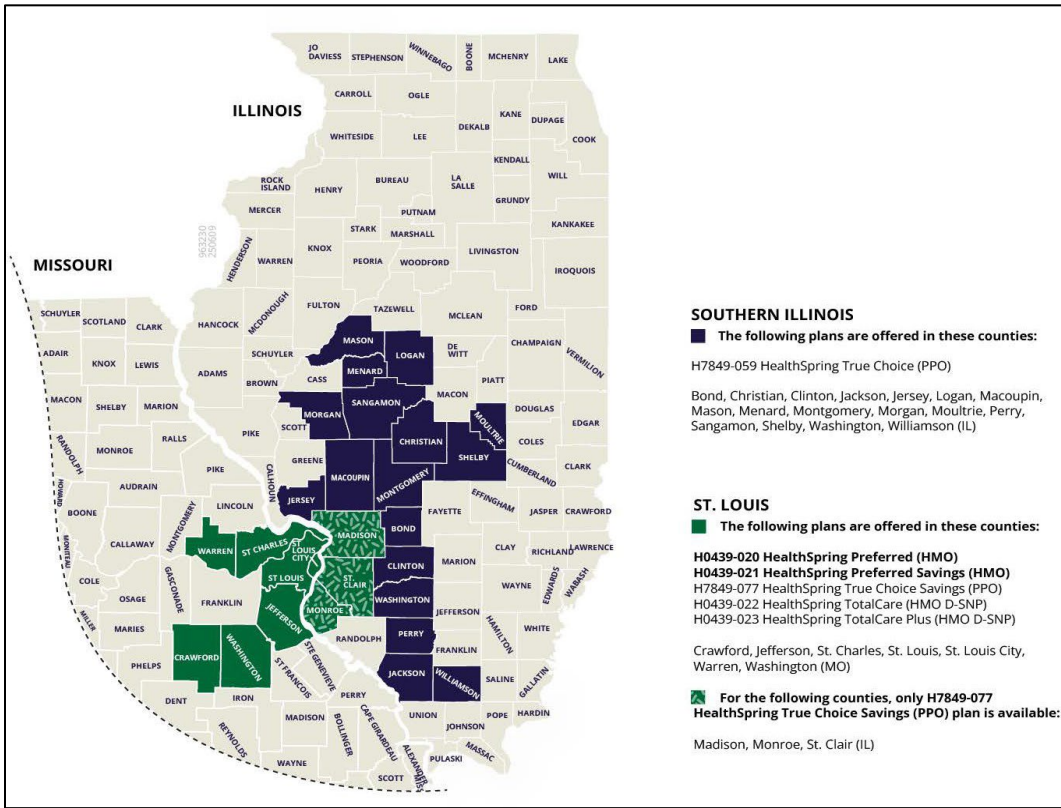 ILLINOIS
JO
DAVIESS
STEPHENSON
WINNEBAGO
BOONE
MCHENRY
LAKE
CARROLL
OGLE
DEKALB
KANE
DUPAGE
COOK
WHITESIDE
LEE
KENDALL
WILL
ROCK
ISLAND
HENRY
BUREAU
LA
SALLE
GRUNDY
MERCER
PUTNAM
KANKAKEE
STARK
MARSHALL
963230
250609
HENDERSON
WARREN
KNOX
PEORIA
WOODFORD
LIVINGSTON
IROQUOIS
MISSOURI
FULTON
TAZEWELL
MCLEAN
FORD
HANCOCK
MCDONOUGH
SCHUYLER
SCOTLAND
CLARK
MASON
LOGAN
DE
WITT
CHAMPAIGN
VERMILION
ADAIR
KNOX
LEWIS
ADAMS
SCHUYLER
BROWN
CASS
MENARD
MACON
PIATT
MACON
SHELBY
MARION
SANGAMON
MORGAN
SCOTT
MOULTRIE
DOUGLAS
EDGAR
RANDOLPH
MONROE
RALLS
PIKE
PIKE
GREENE
CHRISTIAN
SHELBY
COLES
CUMBERLAND
CLARK
HOWARD
AUDRAIN
CALHOUN
MACOUPIN
MONTGOMERY
BOONE
LINCOLN
JERSEY
FAYETTE
EFFINGHAM
JASPER
CRAWFORD
MONITEAU
CALLAWAY
MONTGOMERY
WARREN
ST CHARLES
ST
LOUIS
CITY
MADISON
BOND
CLAY
RICHLAND
LAWRENCE
COLE
OSAGE
GASCONADE
FRANKLIN
ST LOUIS
ST.
CLAIR
CLINTON
MARION
WAYNE
EDWARDS
WABASH
MILLER
MARIES
JEFFERSON
MONROE
WASHINGTON
JEFFERSON
HAMILTON
WHITE
PHELPS
CRAWFORD
WASHINGTON
STE GENEVIEVE
RANDOLPH
PERRY
FRANKLIN
DENT
IRON
ST FRANCOIS
PERRY
JACKSON
WILLIAMSON
SALINE
GALLATIN
REYNOLDS
MADISON
BOLLINGER
CAPE GIRARDEAU
UNION
JOHNSON
POPE
HARDIN
WAYNE
SCOTT
ALEXANDER
MISS
PULASKI
MASSAC
SOUTHERN ILLINOIS
The following plans are offered in these counties:
H7849-059 HealthSpring True Choice (PPO)
Bond, Christian, Clinton, Jackson, Jersey, Logan, Macoupin,
Mason, Menard, Montgomery, Morgan, Moultrie, Perry,
Sangamon, Shelby, Washington, Williamson (IL)
ST. LOUIS
The following plans are offered in these counties:
H0439-020 HealthSpring Preferred (HMO)
H0439-021 HealthSpring Preferred Savings (HMO)
H7849-077 HealthSpring True Choice Savings (PPO)
H0439-022 HealthSpring TotalCare (HMO D-SNP)
H0439-023 HealthSpring TotalCare Plus (HMO D-SNP)
Crawford, Jefferson, St. Charles, St. Louis, St. Louis City,
Warren, Washington (MO)
For the following counties, only H7849-077
HealthSpring True Choice Savings (PPO) plan is available:
Madison, Monroe, St. Clair (IL)